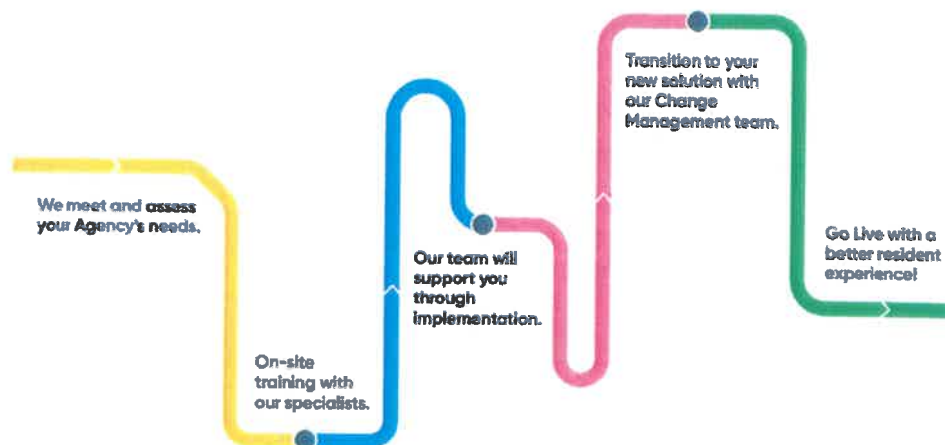 We meet and assess
your Agency's needs.
On-site
training with
our specialists.
Our team will
support you
through
implementation.
Transition to your
new solution with
our Change
Management team.
Go Live with a
better resident
experience!